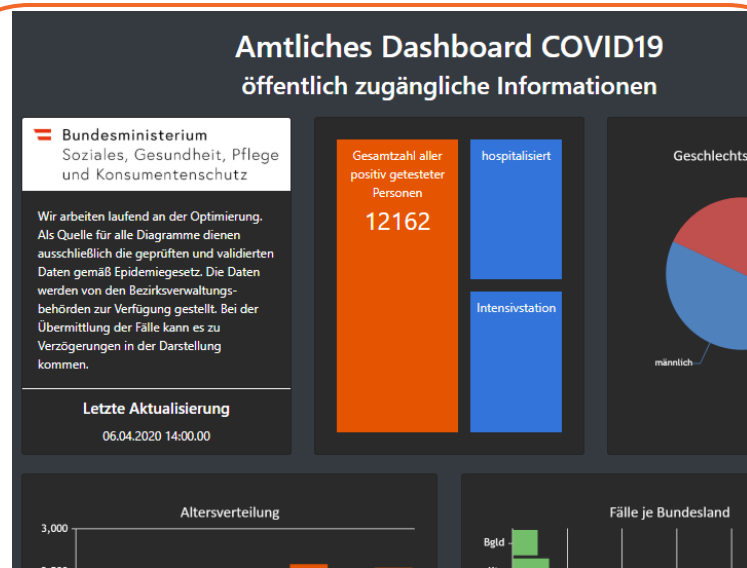 Amtliches Dashboard COVID19
öffentlich zugängliche Informationen
Bundesministerium
Soziales, Gesundheit, Pflege
und Konsumentenschutz
Wir arbeiten laufend an der Optimierung.
Als Quelle für alle Diagramme dienen
ausschließlich die geprüften und validierten
Daten gemäß Epidemiegesetz. Die Daten
werden von den Bezirksverwaltungs-
behörden zur Verfügung gestellt. Bei der
Übermittlung der Fälle kann es zu
Verzögerungen in der Darstellung
kommen.
Letzte Aktualisierung
06.04.2020 14:00.00
Gesamtzahl aller
positiv getesteter
Personen
12162
hospitalisiert
Intensivstation
Geschlechts
männlich
Altersverteilung
3,000
Fälle je Bundesland
Bgld